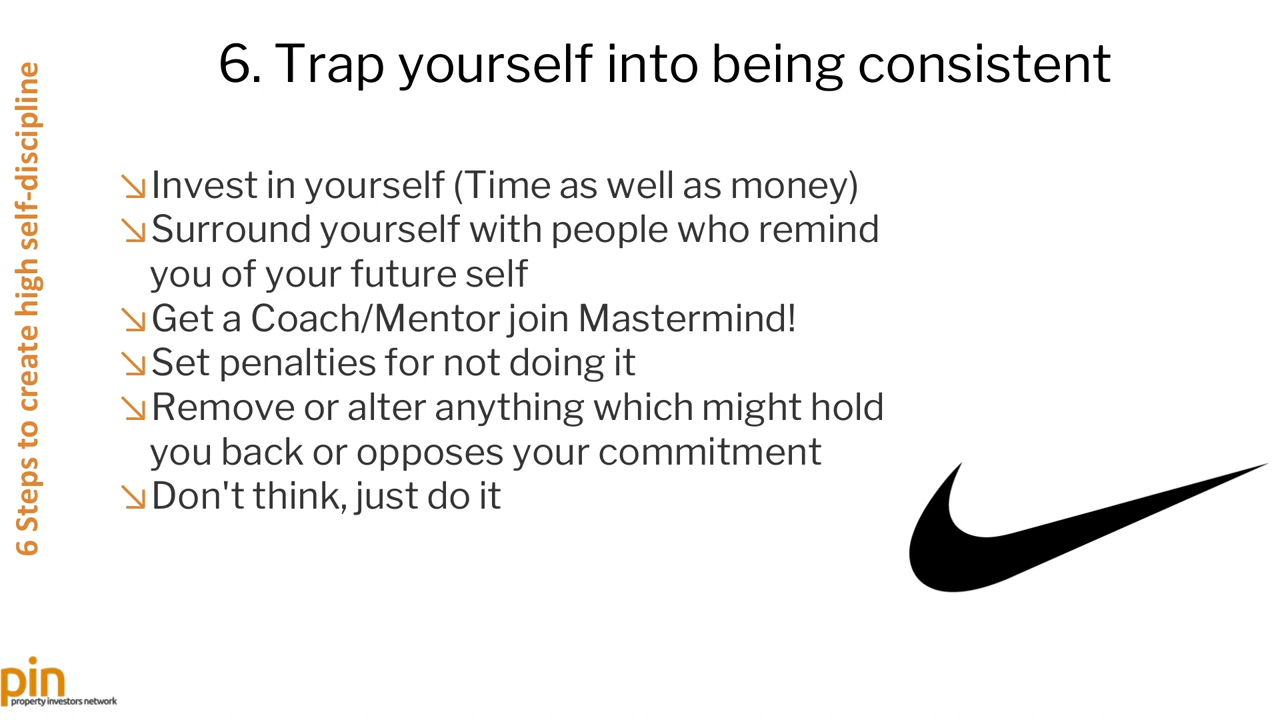 6. Trap yourself into being consistent
6 Steps to create high self-discipline
Invest in yourself (Time as well as money)
Surround yourself with people who remind
you of your future self
Get a Coach/Mentor join Mastermind!
Set penalties for not doing it
Remove or alter anything which might hold
you back or opposes your commitment
Don't think, just do it
pin
property investors network